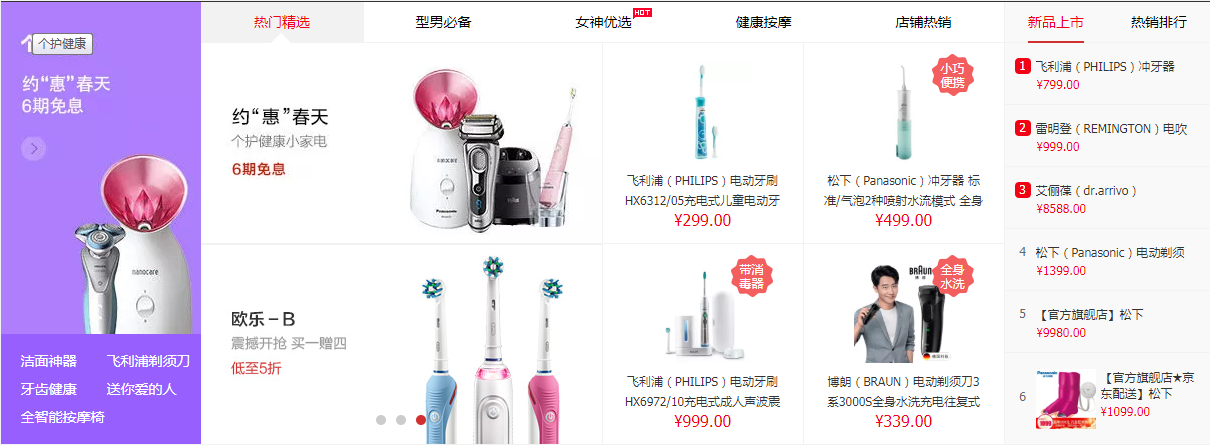 个护健康
约“惠”春天
6期免息
nanocare
洁面神器
飞利浦剃须刀
牙齿健康
送你爱的人
全智能按摩椅
热门精选
型男必备
女神优选
HOT
健康按摩
店铺热销
约“惠”春天
个护健康小家电
6期免息
nanocare
Panasonic
BRAUN
欧乐－B
震撼开抢 买一赠四
低至5折
飞利浦（PHILIPS）电动牙刷
HX6312/05充电式儿童电动牙
¥299.00
小巧
便携
松下（Panasonic）冲牙器 标
准/气泡2种喷射水流模式 全身
¥499.00
带消
毒器
飞利浦（PHILIPS）电动牙刷
HX6972/10充电式成人声波震
¥999.00
BRAUN
全身
水洗
博朗（BRAUN）电动剃须刀3
系3000S全身水洗充电往复式
¥339.00
新品上市
热销排行
1 飞利浦（PHILIPS）冲牙器
¥799.00
2 雷明登（REMINGTON）电吹
¥999.00
3 艾俪葆（dr.arrivo）
¥8588.00
4 松下（Panasonic）电动剃须
¥1399.00
5 【官方旗舰店】松下
¥9980.00
6
Panasonic
1099
【官方旗舰店★京
东配送】松下
¥1099.00